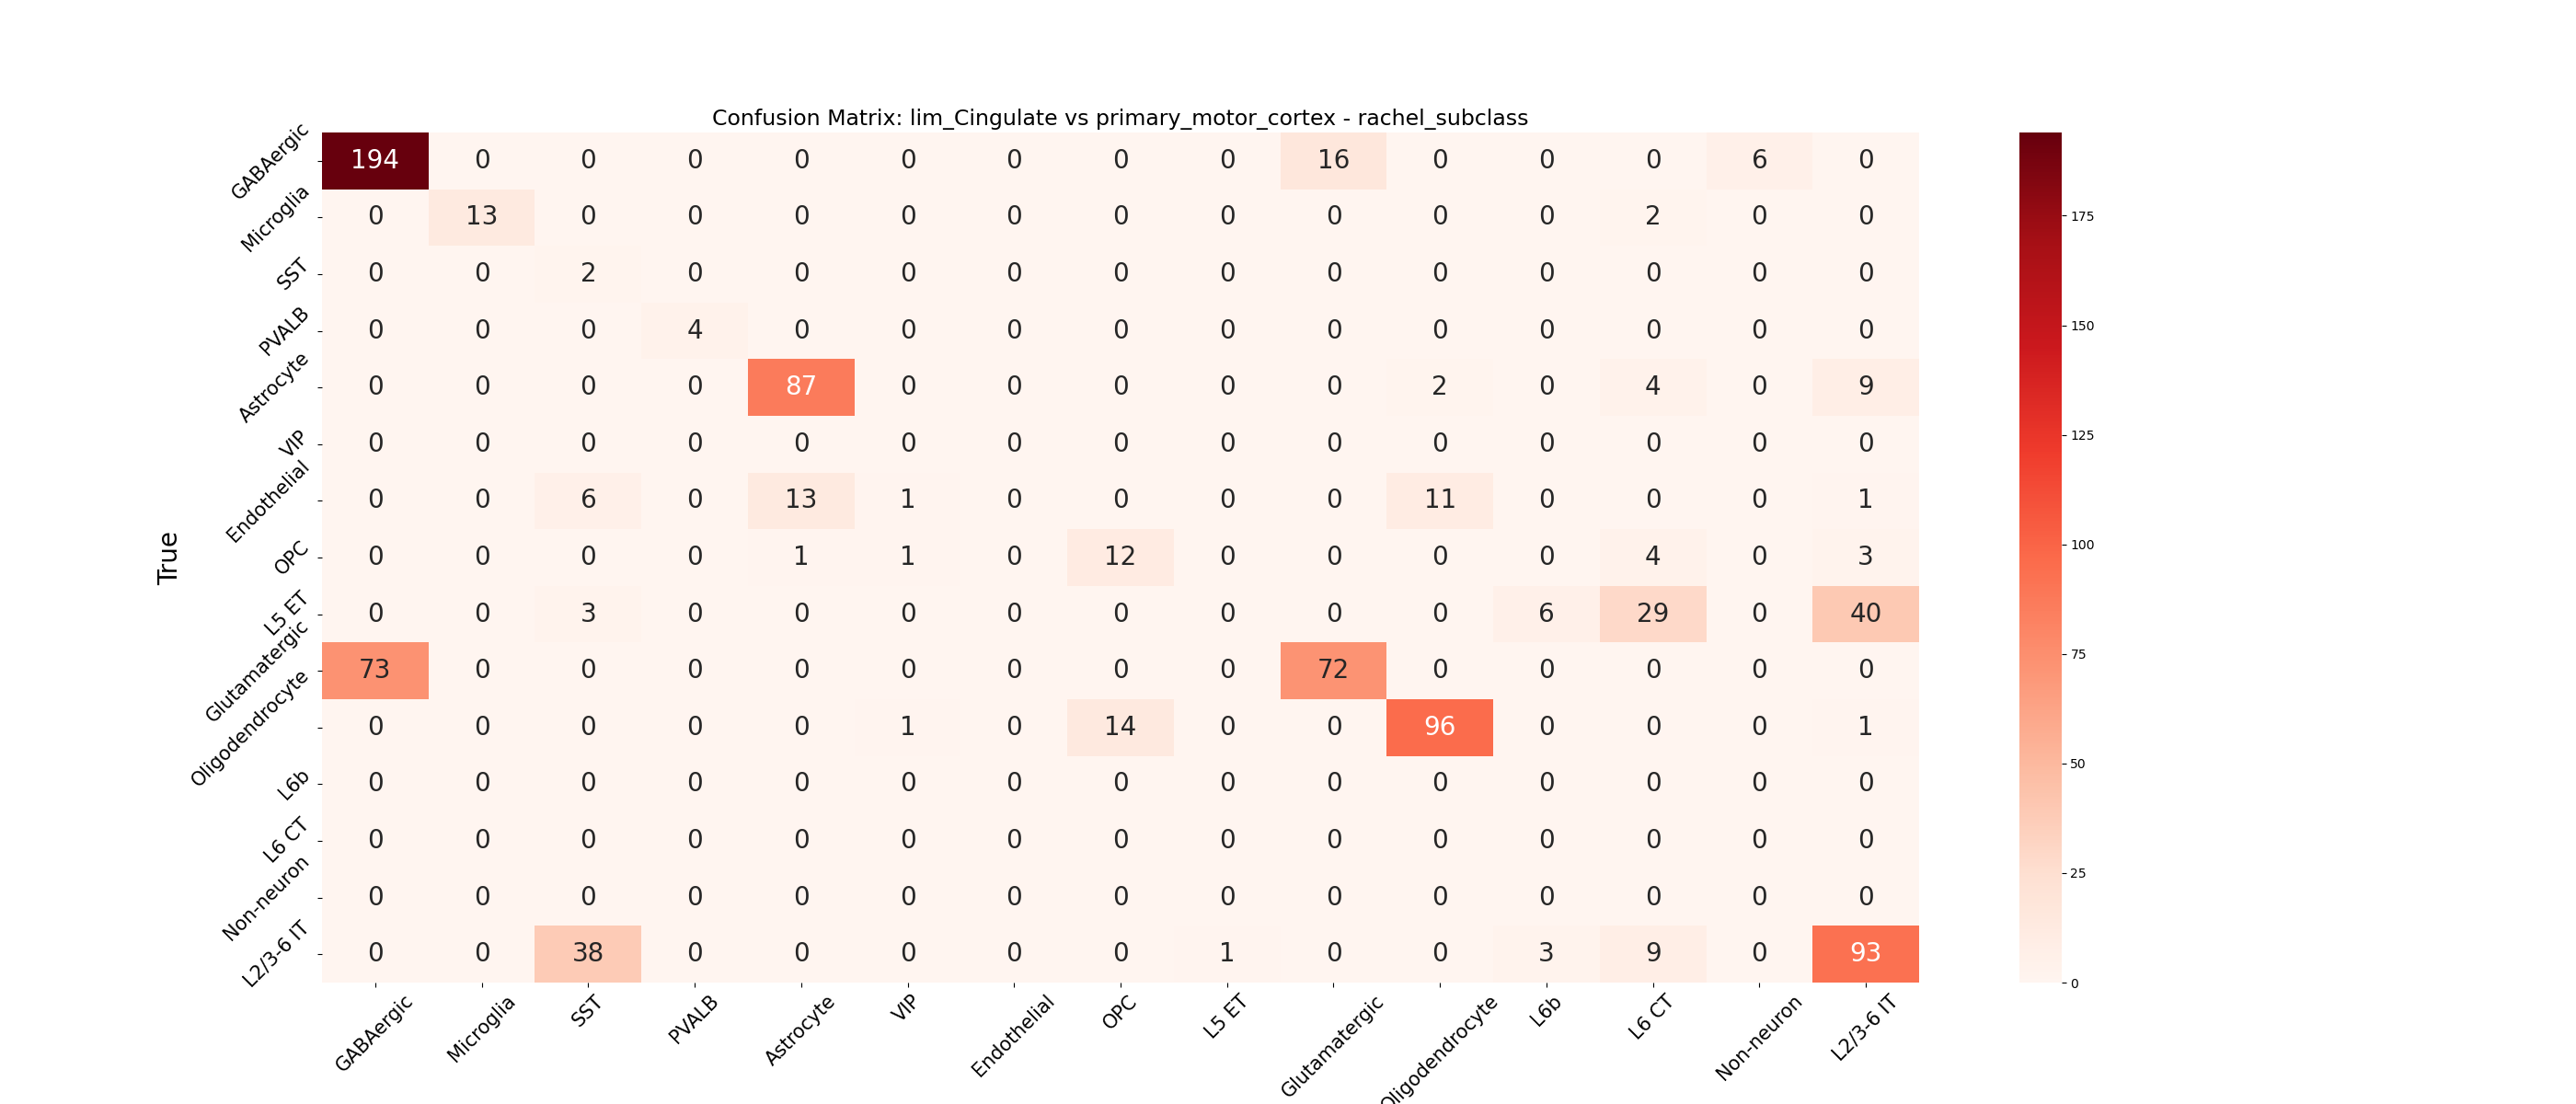 Confusion Matrix: lim_Cingulate vs primary_motor_cortex - rachel_subclass
True
GABAergic 194 0 0 0 0 0 0 0 0 16 0 0 0 6 0
Microglia 0 13 0 0 0 0 0 0 0 0 0 0 2 0 0
SST 0 0 2 0 0 0 0 0 0 0 0 0 0 0 0
PVALB 0 0 0 4 0 0 0 0 0 0 0 0 0 0 0
Astrocyte 0 0 0 0 87 0 0 0 0 0 2 0 4 0 9
VIP 0 0 0 0 0 0 0 0 0 0 0 0 0 0 0
Endothelial 0 0 6 0 13 1 0 0 0 0 11 0 0 0 1
OPC 0 0 0 0 1 1 0 12 0 0 0 0 4 0 3
L5 ET 0 0 3 0 0 0 0 0 0 0 0 6 29 0 40
Glutamatergic 73 0 0 0 0 0 0 0 0 72 0 0 0 0 0
Oligodendrocyte 0 0 0 0 0 1 0 14 0 0 96 0 0 0 1
L6b 0 0 0 0 0 0 0 0 0 0 0 0 0 0 0
L6 CT 0 0 0 0 0 0 0 0 0 0 0 0 0 0 0
Non-neuron 0 0 0 0 0 0 0 0 0 0 0 0 0 0 0
L2/3-6 IT 0 0 38 0 0 0 0 0 1 0 0 3 9 0 93
GABAergic Microglia SST PVALB Astrocyte VIP Endothelial OPC L5 ET Glutamatergic Oligodendrocyte L6b L6 CT Non-neuron L2/3-6 IT
175
150
125
100
75
50
25
0